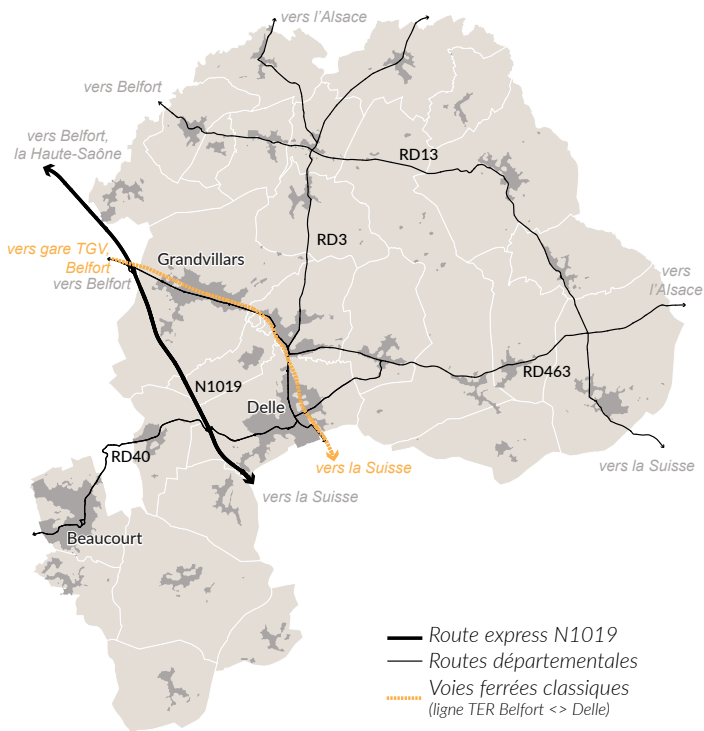 vers l'Alsace
vers Belfort
vers Belfort,
la Haute-Saône
RD13
RD3
vers gare TGV,
Belfort
vers Belfort
Grandvillars
vers
l'Alsace
N1019
RD463
Delle
RD40
vers la Suisse
vers la Suisse
vers la Suisse
Beaucourt
Route express N1019
Routes départementales
Voies ferrées classiques
(ligne TER Belfort <> Delle)